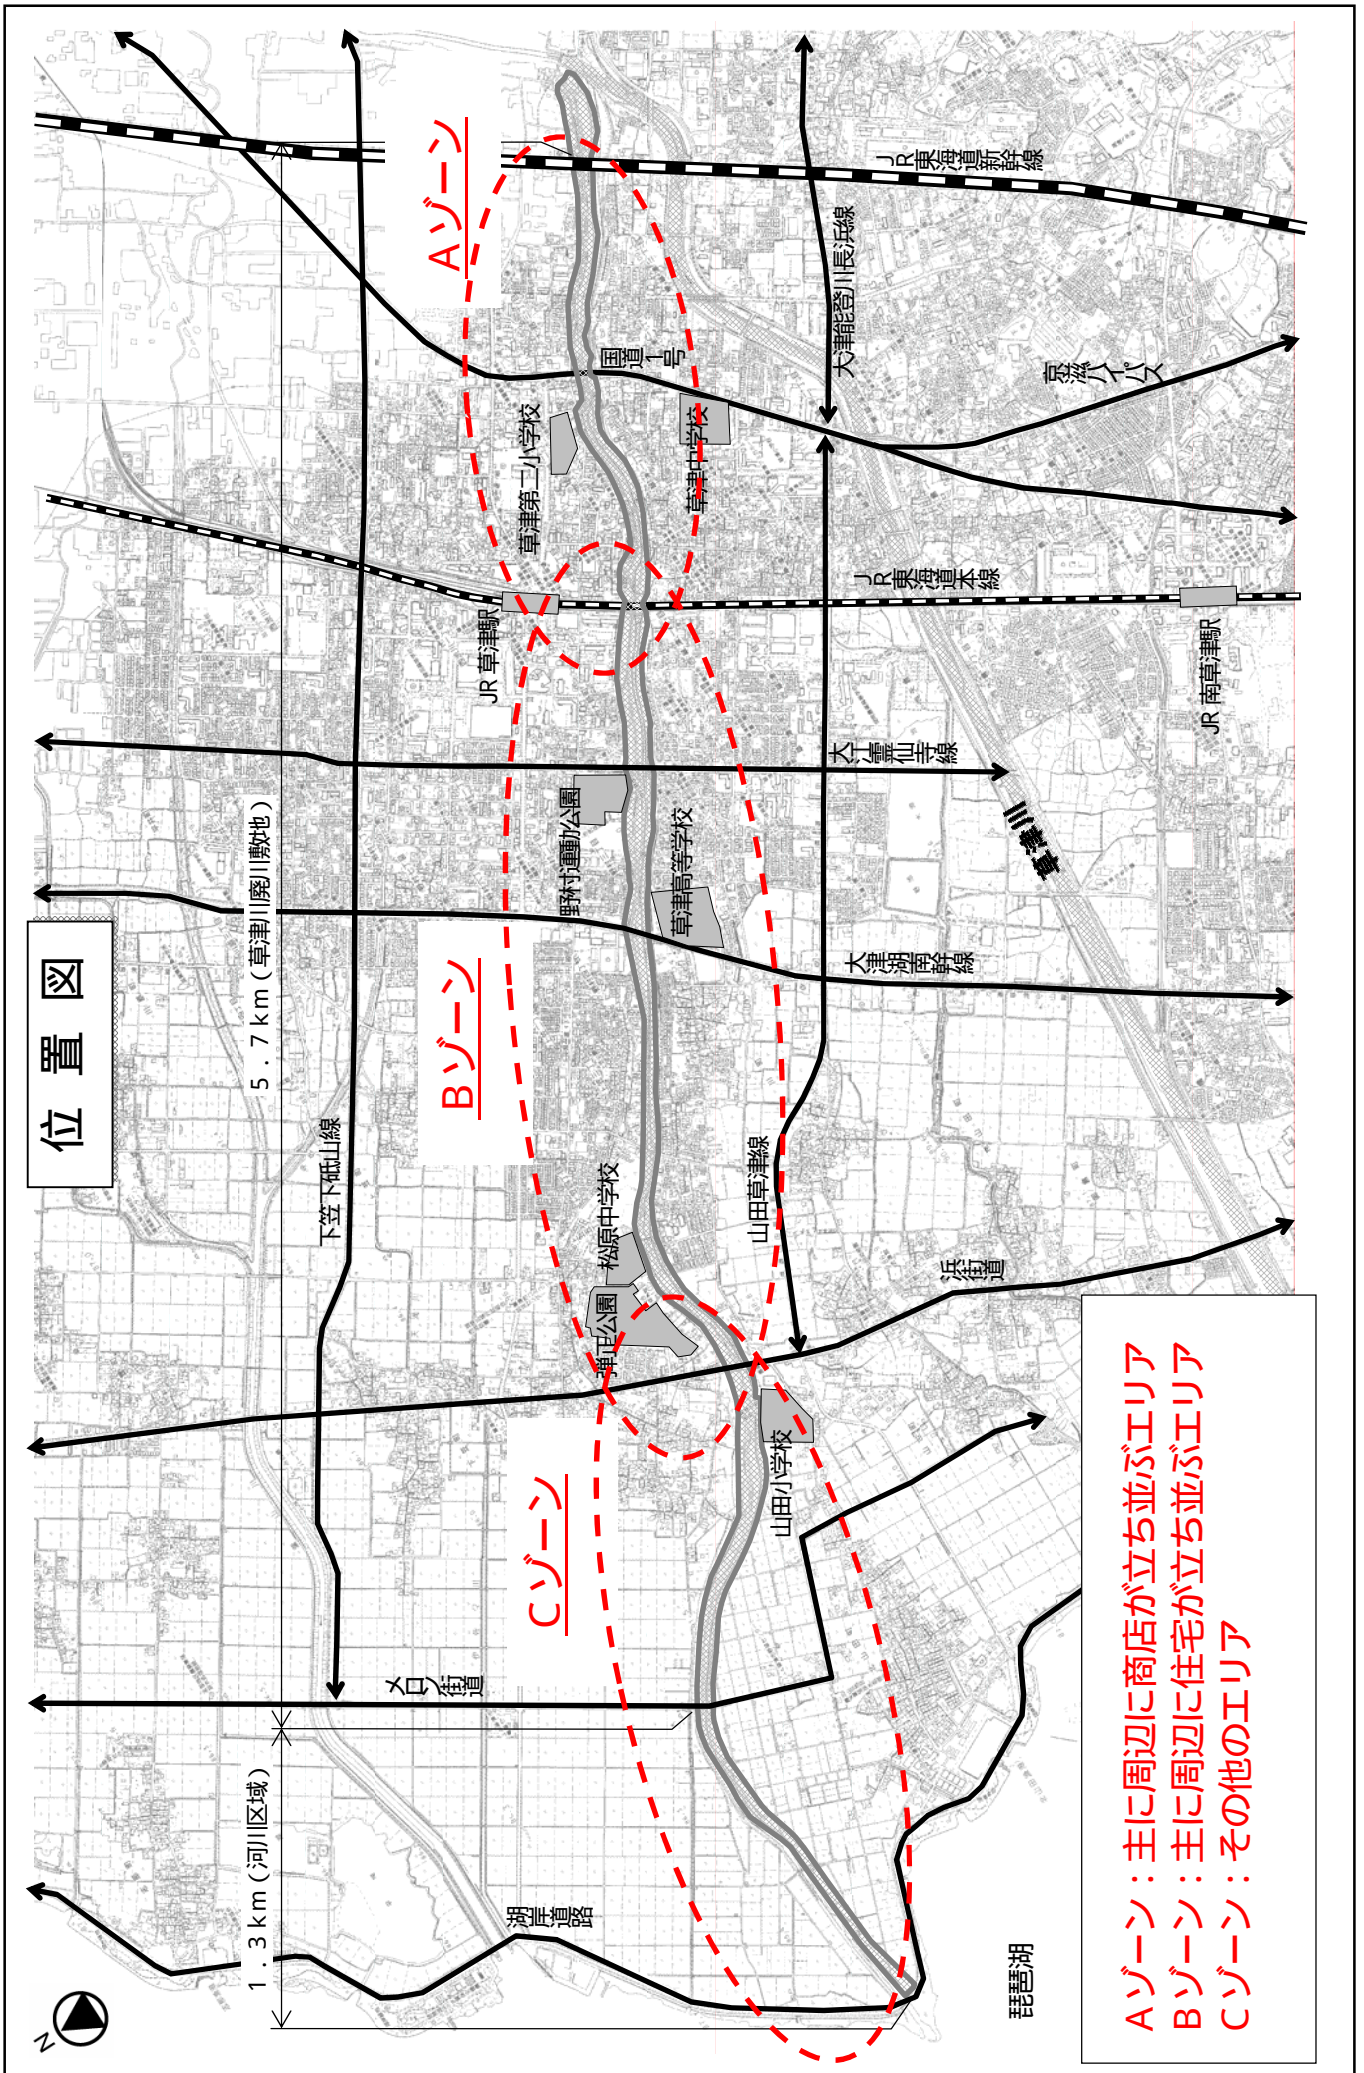 位置図
N
5.7km(草津川廃川敷地)
1.3km(河川区域)
湖岸道路
メロン街道
下笠下砥山線
Cゾーン
Bゾーン
Aゾーン
弾正公園
松原中学校
野村運動公園
JR 草津駅
草津第二小学校
国道1号
草津高等学校
草津中学校
山田小学校
山田草津線
浜街道
大津湖南幹線
大江霊仙寺線
JR東海道本線
大津能登川長浜線
JR東海道新幹線
京滋バイパス
草津川
JR 南草津駅
琵琶湖
Aゾーン:主に周辺に商店が立ち並ぶエリア
Bゾーン:主に周辺に住宅が立ち並ぶエリア
Cゾーン:その他のエリア